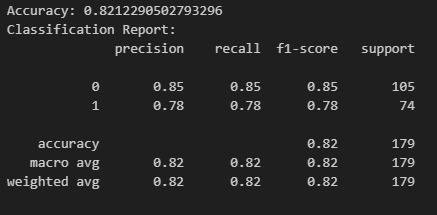 Accuracy: 0.8212290502793296
Classification Report:
precision recall f1-score support
0 0.85 0.85 0.85 105
1 0.78 0.78 0.78 74
accuracy 0.82 179
macro avg 0.82 0.82 0.82 179
weighted avg 0.82 0.82 0.82 179